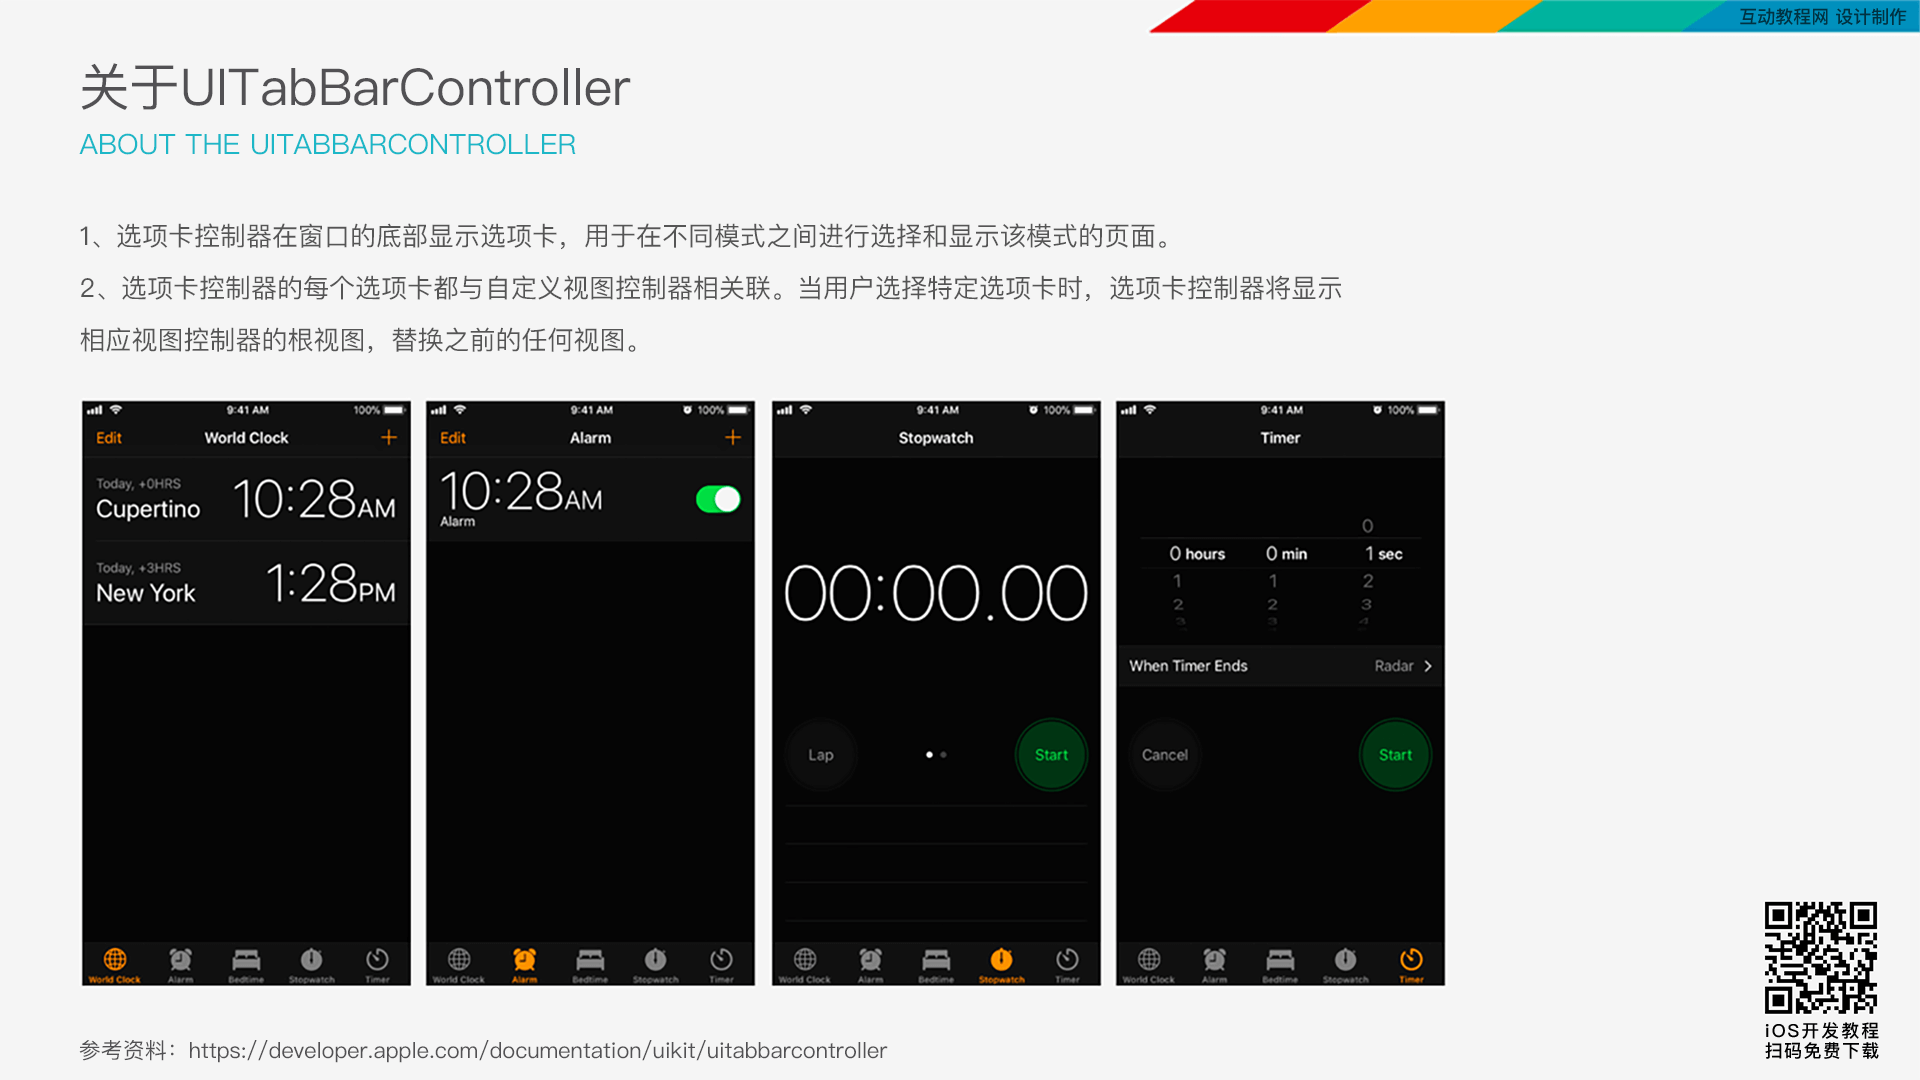 互动教程网 设计制作
关于UITabBarController
ABOUT THE UITABBARCONTROLLER
1、选项卡控制器在窗口的底部显示选项卡，用于在不同模式之间进行选择和显示该模式的页面。
2、选项卡控制器的每个选项卡都与自定义视图控制器相关联。当用户选择特定选项卡时，选项卡控制器将显示
相应视图控制器的根视图，替换之前的任何视图。
9:41 AM 100%
Edit World Clock +
Today, +0HRS
Cupertino 10:28AM
Today, +3HRS
New York 1:28PM
World Clock Alarm Bedtime Stopwatch Timer
9:41 AM 100%
Edit Alarm +
10:28AM
Alarm
World Clock Alarm Bedtime Stopwatch Timer
9:41 AM 100%
Stopwatch
00:00.00
Lap Start
World Clock Alarm Bedtime Stopwatch Timer
9:41 AM 100%
Timer
0
0 hours 0 min 1 sec
1 1 2
2 2 3
3 3 4
When Timer Ends Radar
Cancel Start
World Clock Alarm Bedtime Stopwatch Timer
iOS开发教程
扫码免费下载
参考资料：https://developer.apple.com/documentation/uikit/uitabbarcontroller